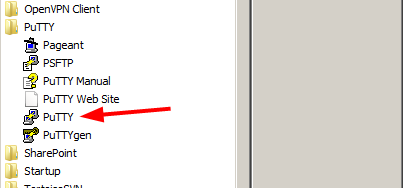 OpenVPN Client
PuTTY
Pageant
PSFTP
PuTTY Manual
PuTTY Web Site
PuTTY
PuTTYgen
SharePoint
Startup